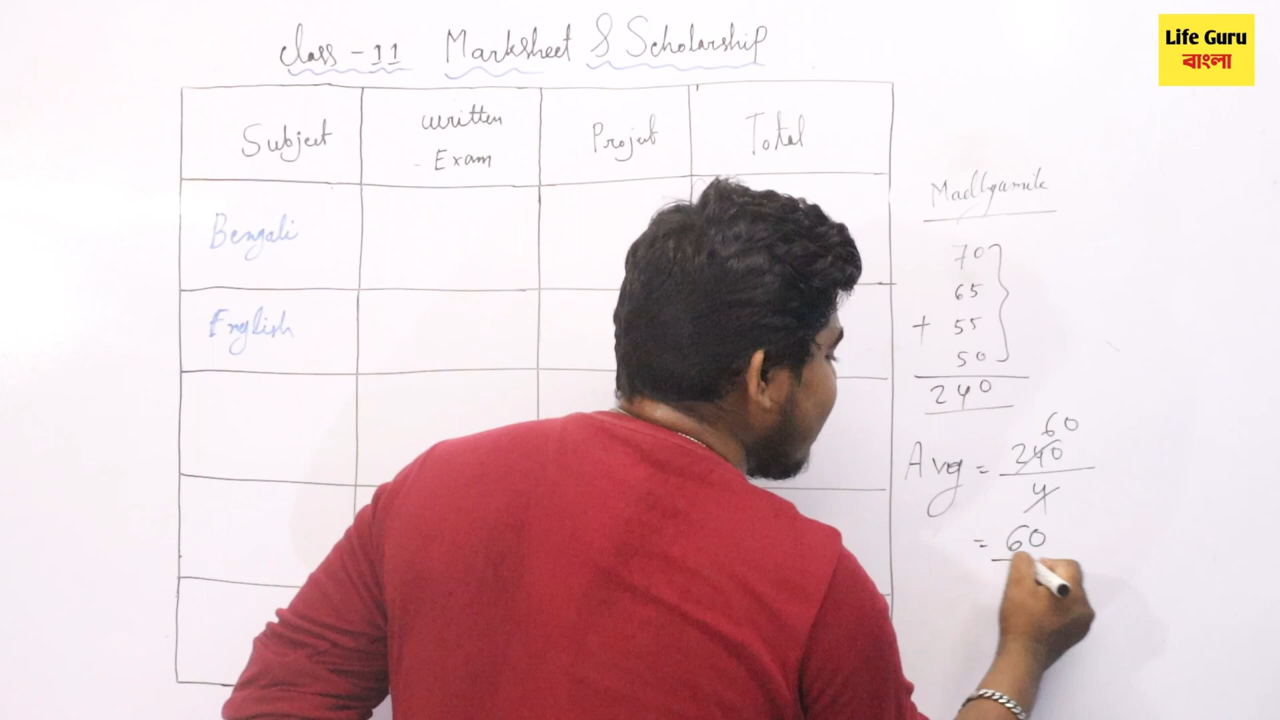 Class - 11 Marksheet & Scholarship
Life Guru
বাংলা
Subject
written
- Exam
Project
Total
Bengali
English
Madhyamik
70
65
+ 55
50
240
60
Avg = 240
4
= 60